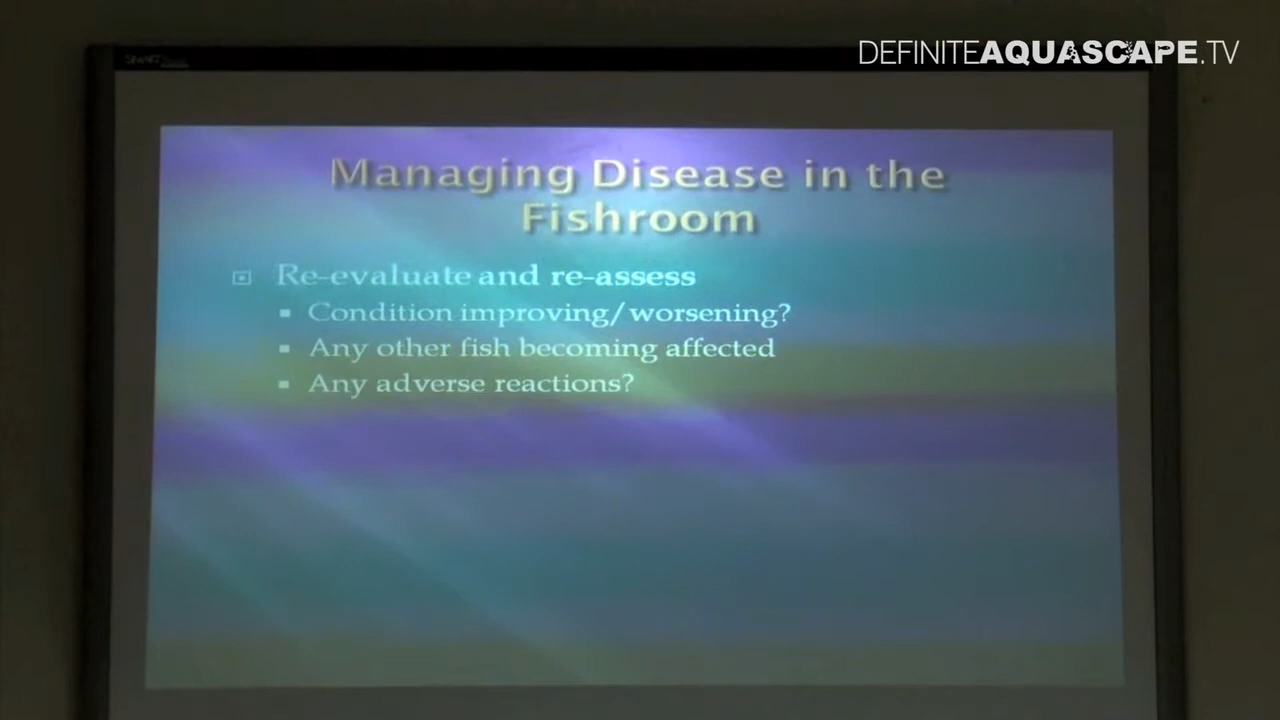 DEFINITEAQUASCAPE.TV
Managing Disease in the
Fishroom
Re-evaluate and re-assess
Condition improving/worsening?
Any other fish becoming affected
Any adverse reactions?